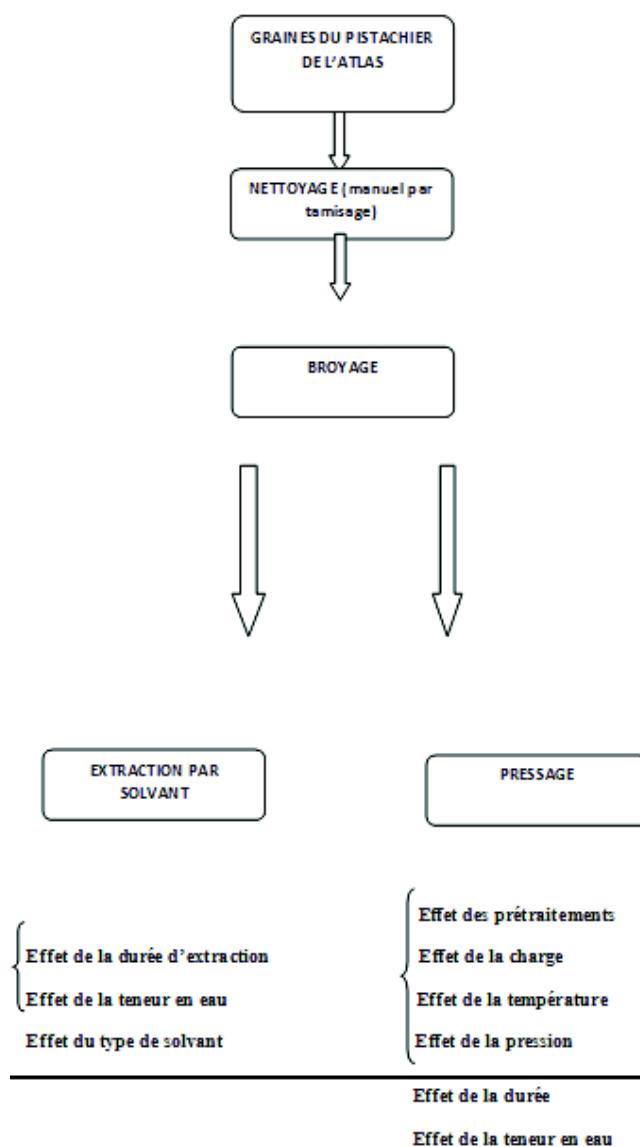 GRAINES DU PISTACHIER
DE L'ATLAS
NETTOYAGE (manuel par
tamisage)
BROYAGE
EXTRACTION PAR
SOLVANT
PRESSAGE
Effet de la durée d'extraction
Effet de la teneur en eau
Effet du type de solvant
Effet des prétraitements
Effet de la charge
Effet de la température
Effet de la pression
Effet de la durée
Effet de la teneur en eau